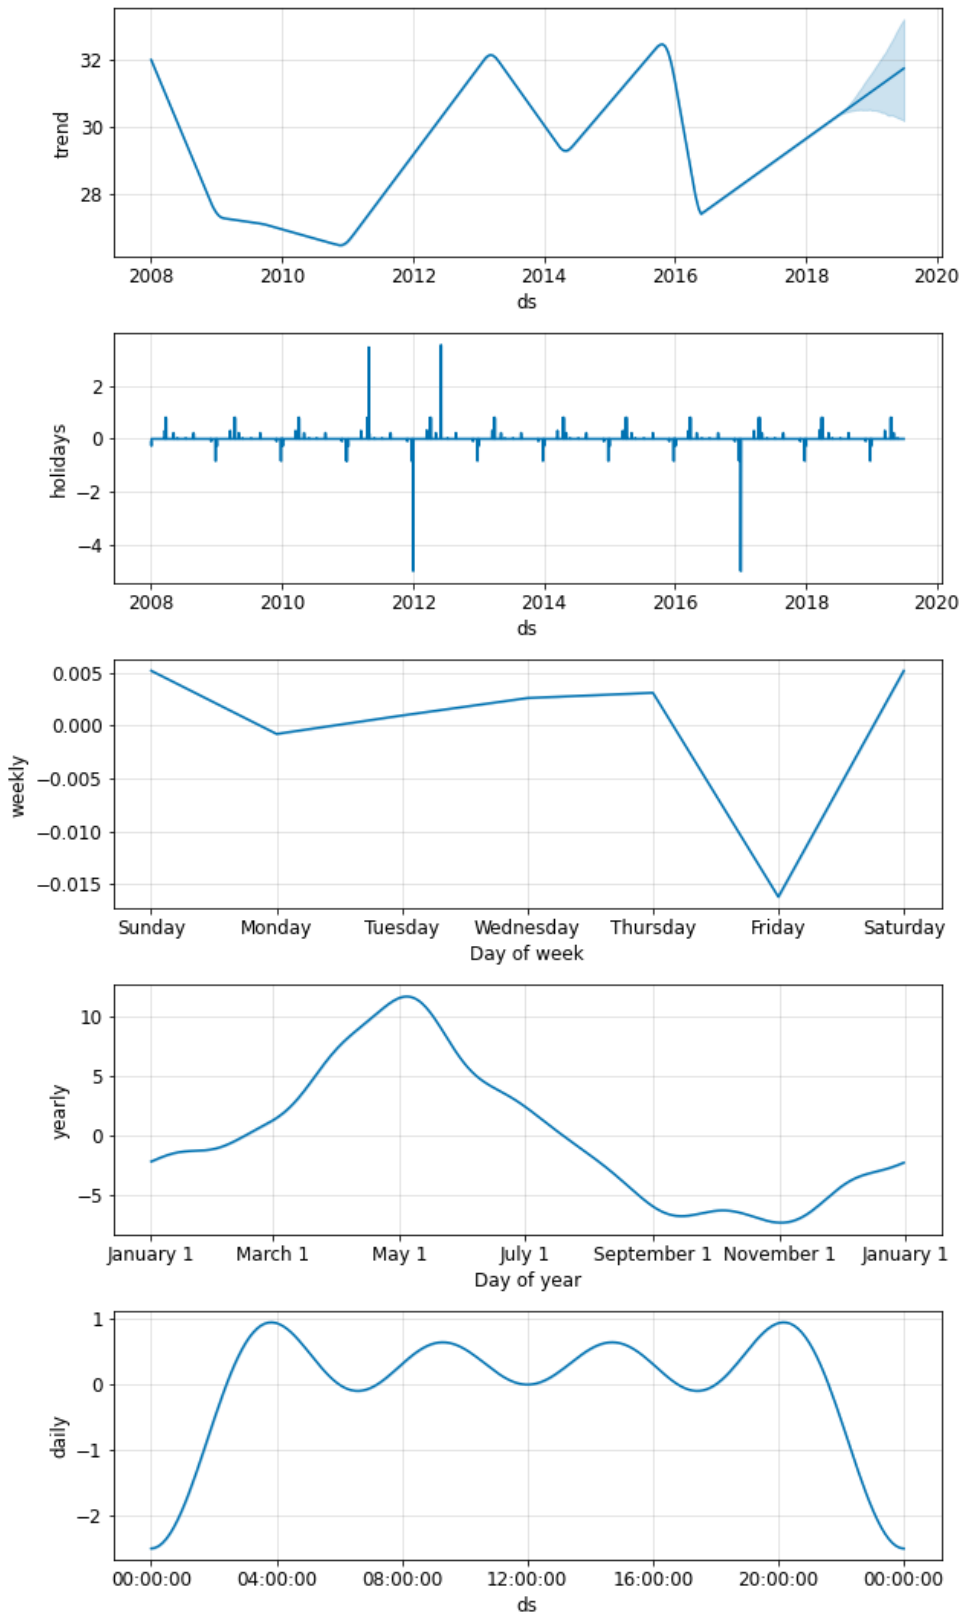 32
30
28
trend
2008 2010 2012 2014 2016 2018 2020
ds
2
0
−2
−4
holidays
2008 2010 2012 2014 2016 2018 2020
ds
0.005
0.000
−0.005
−0.010
−0.015
weekly
Sunday Monday Tuesday Wednesday Thursday Friday Saturday
Day of week
10
5
0
−5
yearly
January 1 March 1 May 1 July 1 September 1 November 1 January 1
Day of year
1
0
−1
−2
daily
00:00:00 04:00:00 08:00:00 12:00:00 16:00:00 20:00:00 00:00:00
ds